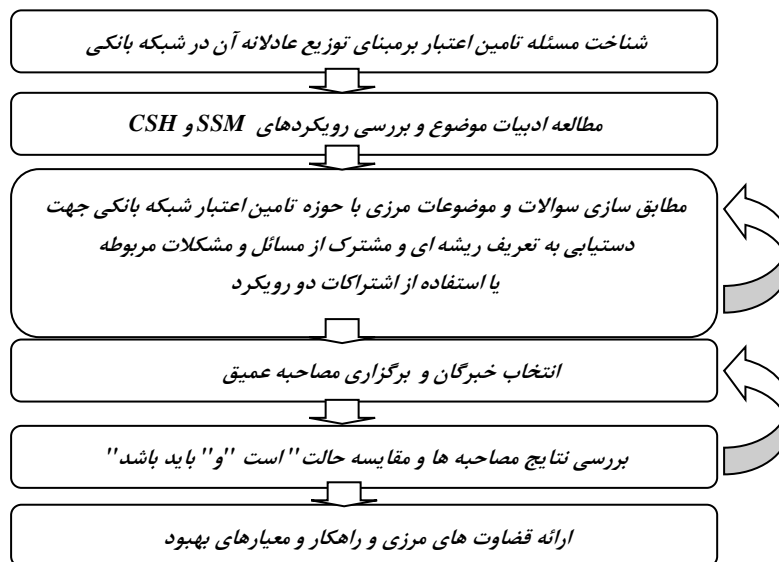 شناخت مسئله تامین اعتبار برمبنای توزیع عادلانه آن در شبکه بانکی
مطالعه ادبیات موضوع و بررسی رویکردهای SSM و CSH
مطابق سازی سوالات و موضوعات مرزی با حوزه تامین اعتبار شبکه بانکی جهت
دستیابی به تعریف ریشه ای و مشترک از مسائل و مشکلات مربوطه
یا استفاده از اشتراکات دو رویکرد
انتخاب خبرگان و برگزاری مصاحبه عمیق
بررسی نتایج مصاحبه ها و مقایسه حالت" است "و" باید باشد"
ارائه قضاوت های مرزی و راهکار و معیارهای بهبود